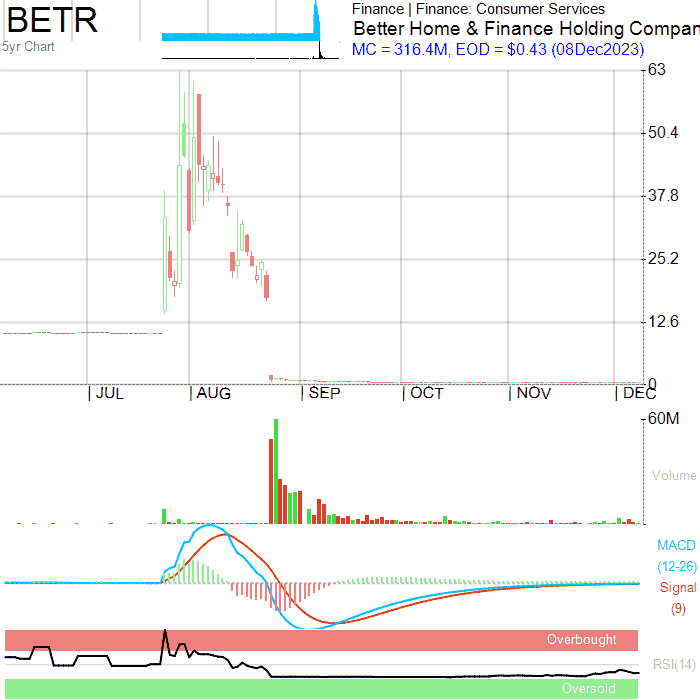 BETR
5yr Chart
Finance | Finance: Consumer Services
Better Home & Finance Holding Compan
MC = 316.4M, EOD = $0.43 (08Dec2023)
63
50.4
37.8
25.2
12.6
0
JUL
AUG
SEP
OCT
NOV
DEC
60M
Volume
MACD
(12-26)
Signal
(9)
Overbought
RSI(14)
Oversold